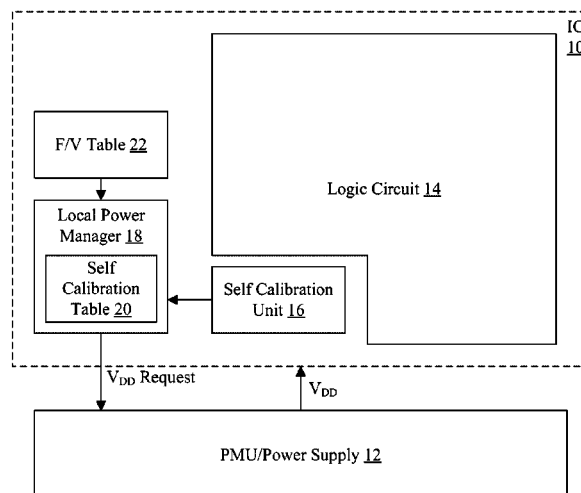 IC
10
F/V Table 22
Logic Circuit 14
Local Power
Manager 18
Self
Calibration
Table 20
Self Calibration
Unit 16
VDD Request
VDD
PMU/Power Supply 12